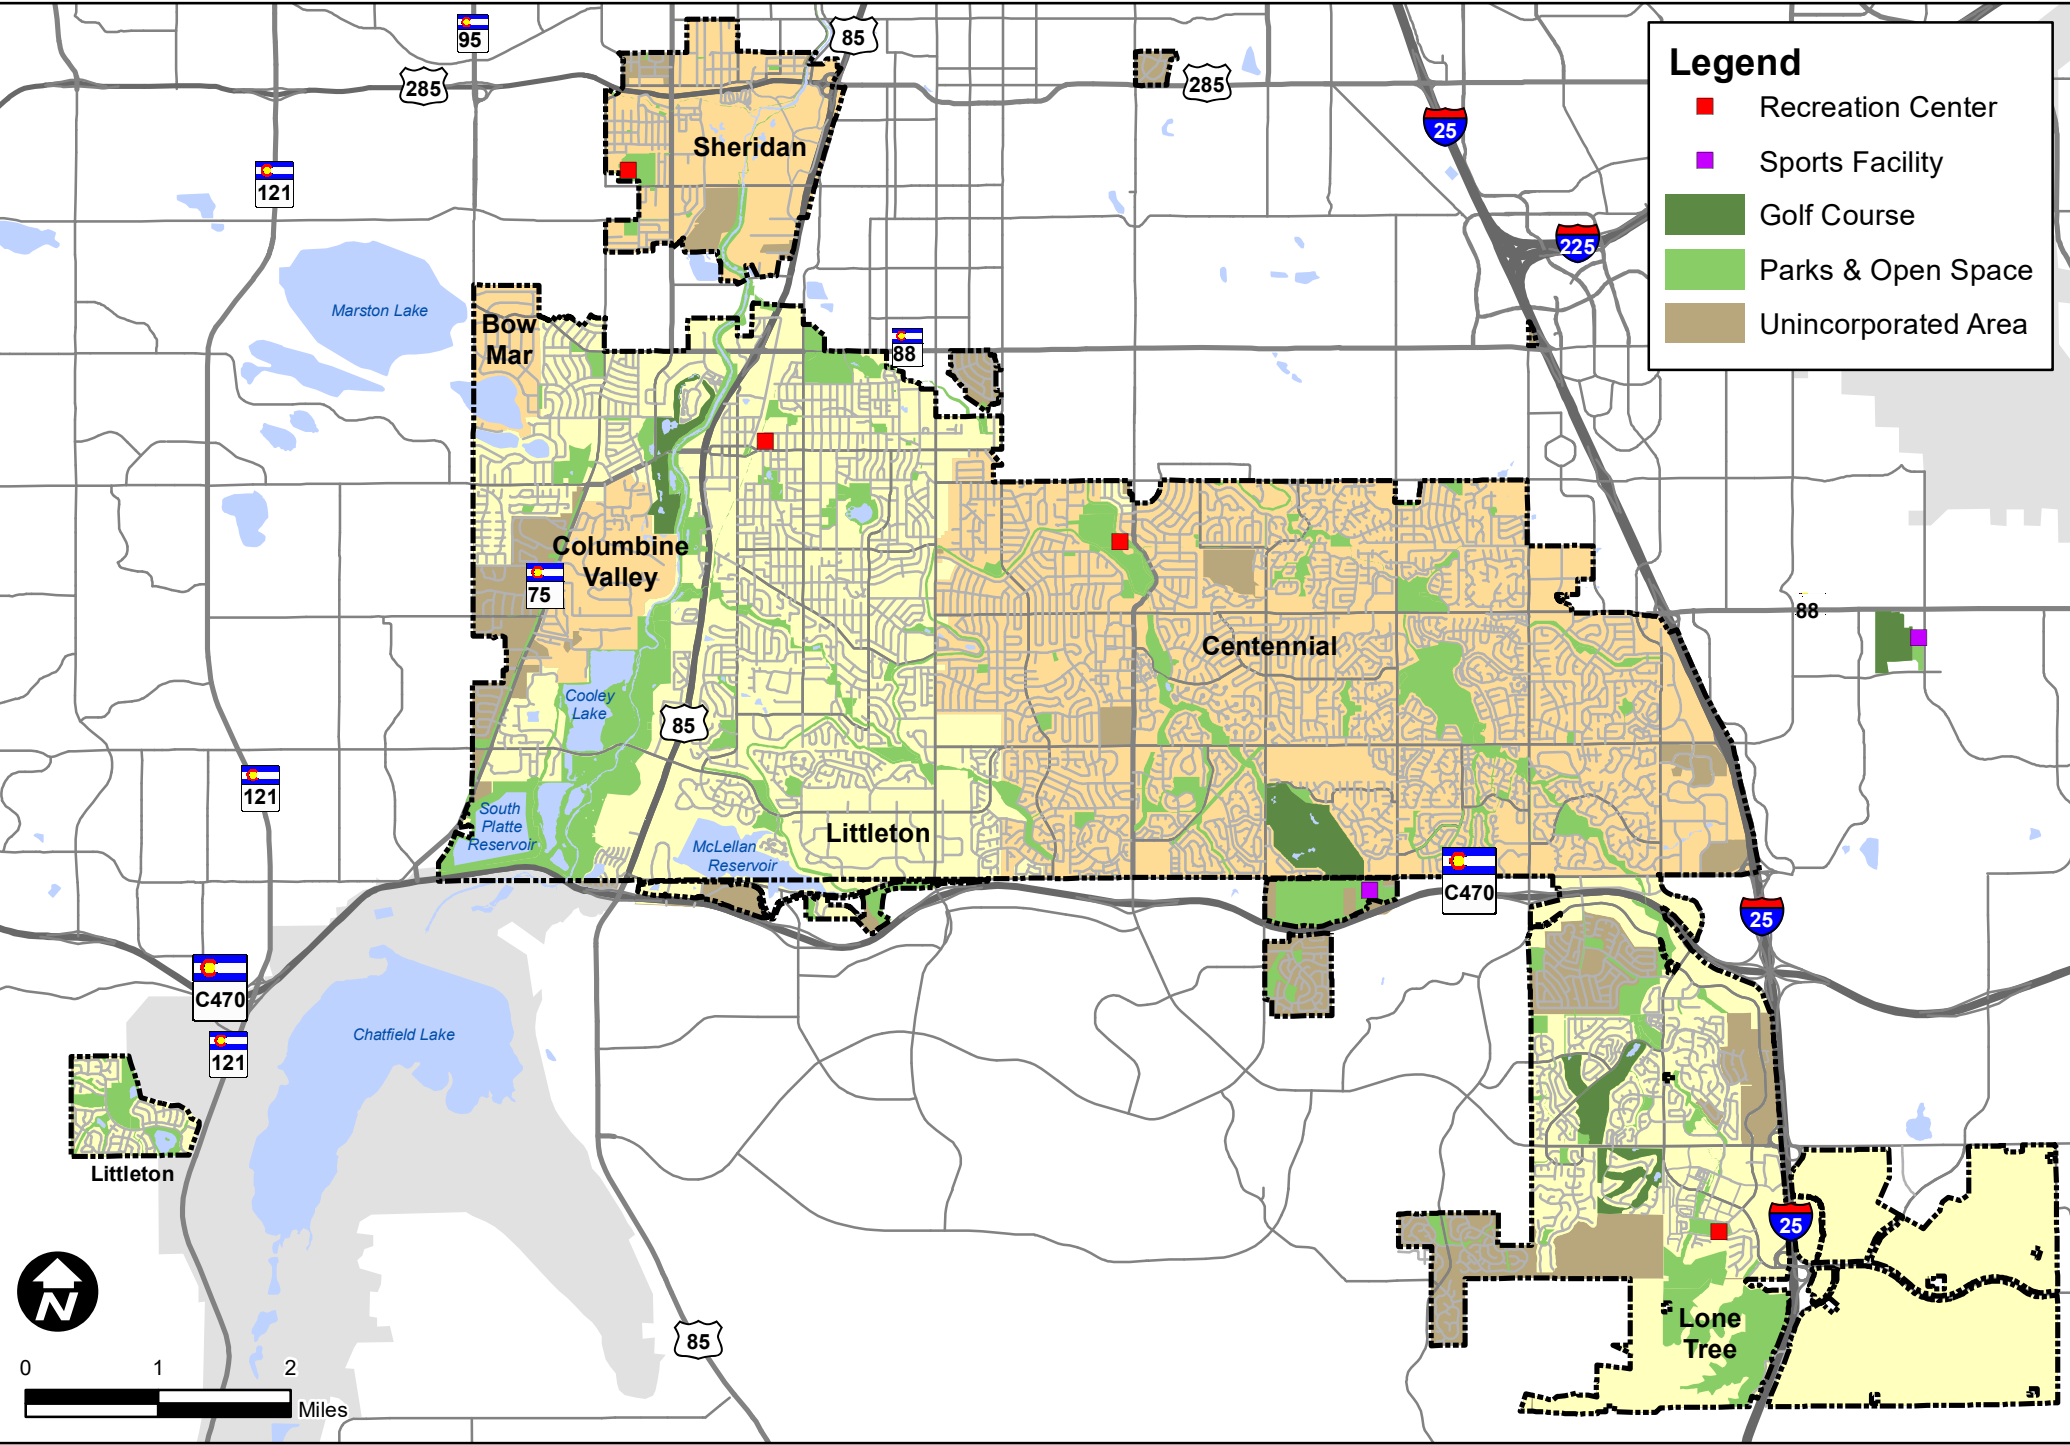 Legend
Recreation Center
Sports Facility
Golf Course
Parks & Open Space
Unincorporated Area
95
85
285
285
25
Sheridan
121
225
Marston Lake
Bow
Mar
88
Columbine
Valley
75
88
Centennial
Cooley
Lake
85
121
South
Platte
Reservoir
Littleton
McLellan
Reservoir
C470
25
C470
Chatfield Lake
121
Littleton
25
Lone
Tree
85
N
0 1 2
Miles